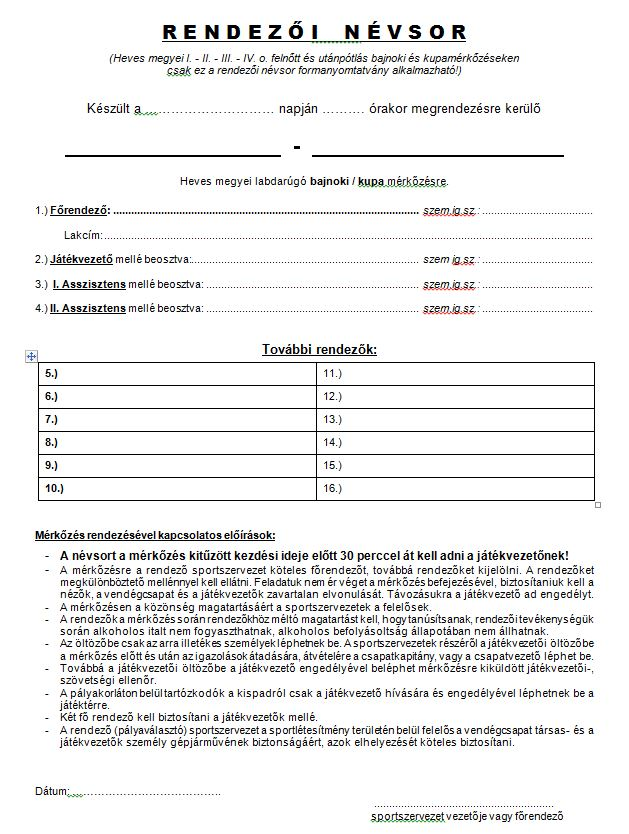 RENDEZŐI NÉVSOR
(Heves megyei I. - II. - III. - IV. o. felnőtt és utánpótlás bajnoki és kupamérkőzéseken
csak ez a rendezői névsor formanyomtatvány alkalmazható!)
Készült a ……………………… napján ………. órakor megrendezésre kerülő
-
Heves megyei labdarúgó bajnoki / kupa mérkőzésre.
1.) Főrendező: ........................................ szem.ig.sz.: ....................
Lakcím: ........................................
2.) Játékvezető mellé beosztva: ........................................ szem.ig.sz.: ....................
3.) I. Asszisztens mellé beosztva: ........................................ szem.ig.sz.: ....................
4.) II. Asszisztens mellé beosztva: ........................................ szem.ig.sz.: ....................
További rendezők:
5.) 11.)
6.) 12.)
7.) 13.)
8.) 14.)
9.) 15.)
10.) 16.)
Mérkőzés rendezésével kapcsolatos előírások:
- A névsort a mérkőzés kitűzött kezdési ideje előtt 30 perccel át kell adni a játékvezetőnek!
- A mérkőzésre a rendező sportszervezet köteles főrendezőt, továbbá rendezőket kijelölni. A rendezőket
megkülönböztető mellénnyel kell ellátni. Feladatuk nem ér véget a mérkőzés befejezésével, biztosítaniuk kell a
nézők, a vendégcsapat és a játékvezetők zavartalan elvonulását. Távozásukra a játékvezető ad engedélyt.
- A mérkőzésen a közönség magatartásáért a sportszervezetek a felelősek.
- A rendezők a mérkőzés során rendezőkhöz méltó magatartást kell, hogy tanúsítsanak, rendezői tevékenységük
során alkoholos italt nem fogyaszthatnak, alkoholos befolyásoltság állapotában nem állhatnak.
- Az öltözőbe csak az arra illetékes személyek léphetnek be. A sportszervezetek részéről a játékvezetői öltözőbe
a mérkőzés előtt és után az igazolások átadására, átvételére a csapatkapitány, vagy a csapatvezető léphet be.
- Továbbá a játékvezetői öltözőbe a játékvezető engedélyével beléphet mérkőzésre kiküldött játékvezetői-,
szövetségi ellenőr.
- A pályakorláton belül tartózkodók a kispadról csak a játékvezető hívására és engedélyével léphetnek be a
játéktérre.
- Két fő rendező kell biztosítani a játékvezetők mellé.
- A rendező (pályaválasztó) sportszervezet a sportlétesítmény területén belül felelős a vendégcsapat társas- és a
játékvezetők személy gépjárművének biztonságáért, azok elhelyezését köteles biztosítani.
Dátum: ……………………………..
............................................................
sportszervezet vezetője vagy főrendező